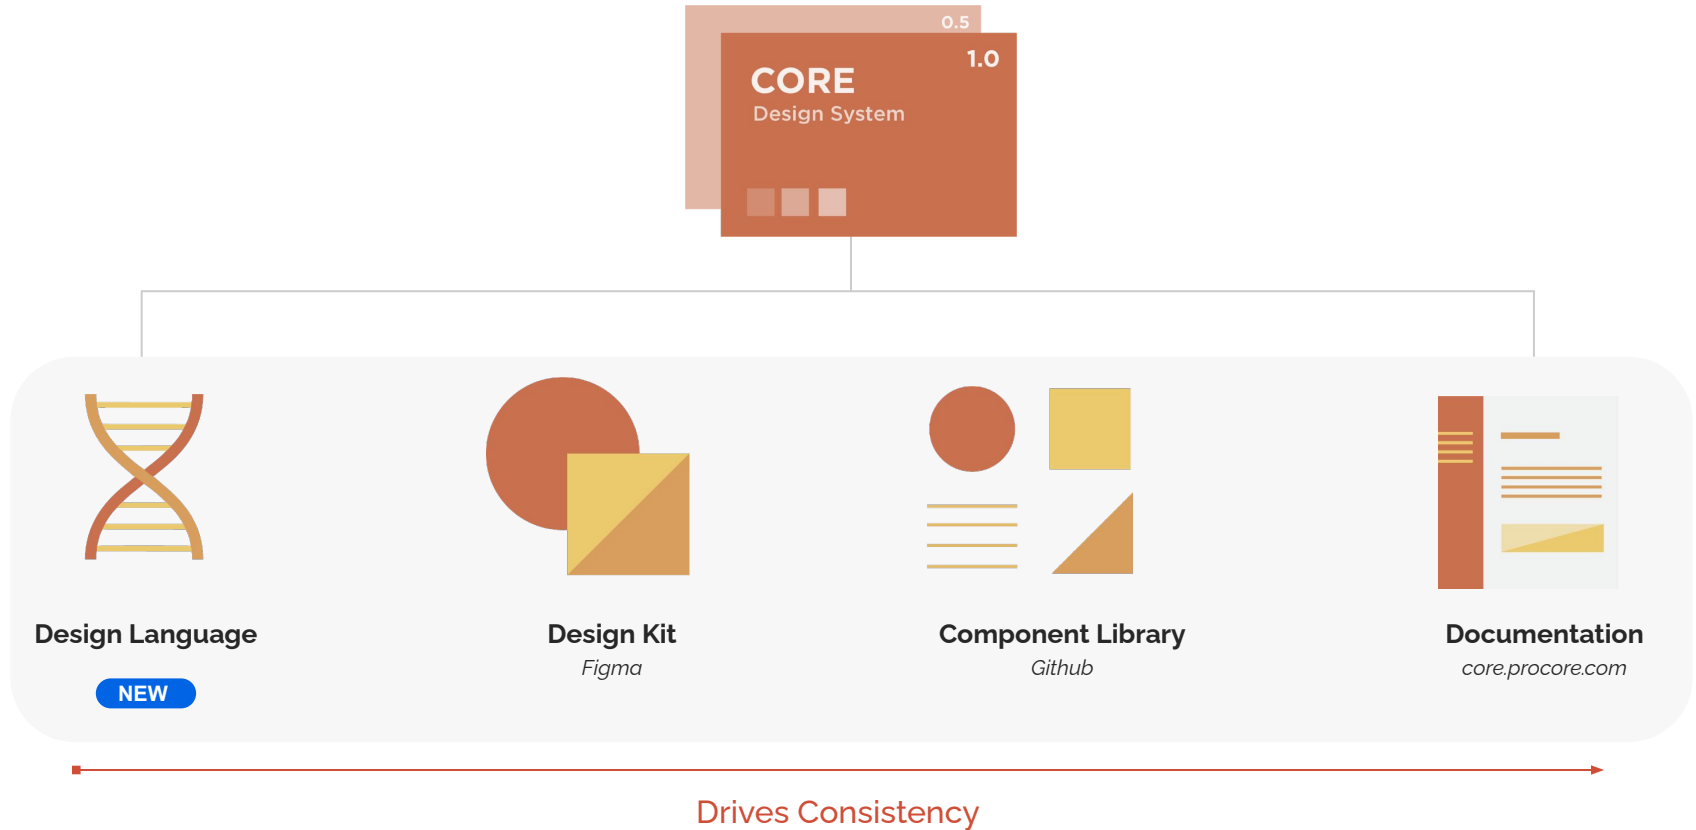 0.5
1.0
CORE
Design System
Design Language
NEW
Design Kit
Figma
Component Library
Github
Documentation
core.procore.com
Drives Consistency